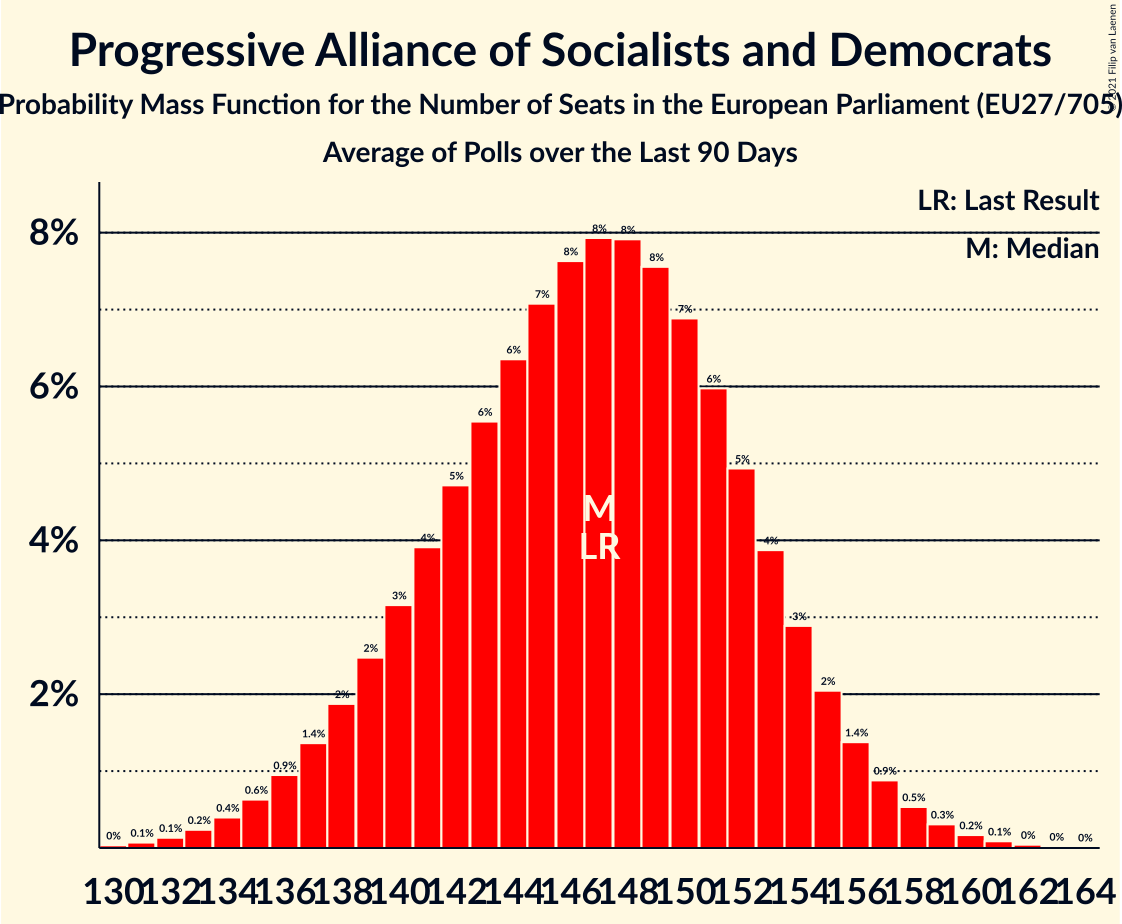 Progressive Alliance of Socialists and Democrats
Probability Mass Function for the Number of Seats in the European Parliament (EU27/705)
Average of Polls over the Last 90 Days
© 2021 Filip van Laenen
LR: Last Result
M: Median
8%
6%
4%
2%
0% 0.1% 0.1% 0.2% 0.4% 0.6% 0.9% 1.4% 2% 2% 3% 4% 5% 6% 6% 7% 8% 8% 8% 8% 7% 6% 5% 4% 3% 2% 1.4% 0.9% 0.5% 0.3% 0.2% 0.1% 0% 0% 0%
M
LR
130 132 134 136 138 140 142 144 146 148 150 152 154 156 158 160 162 164